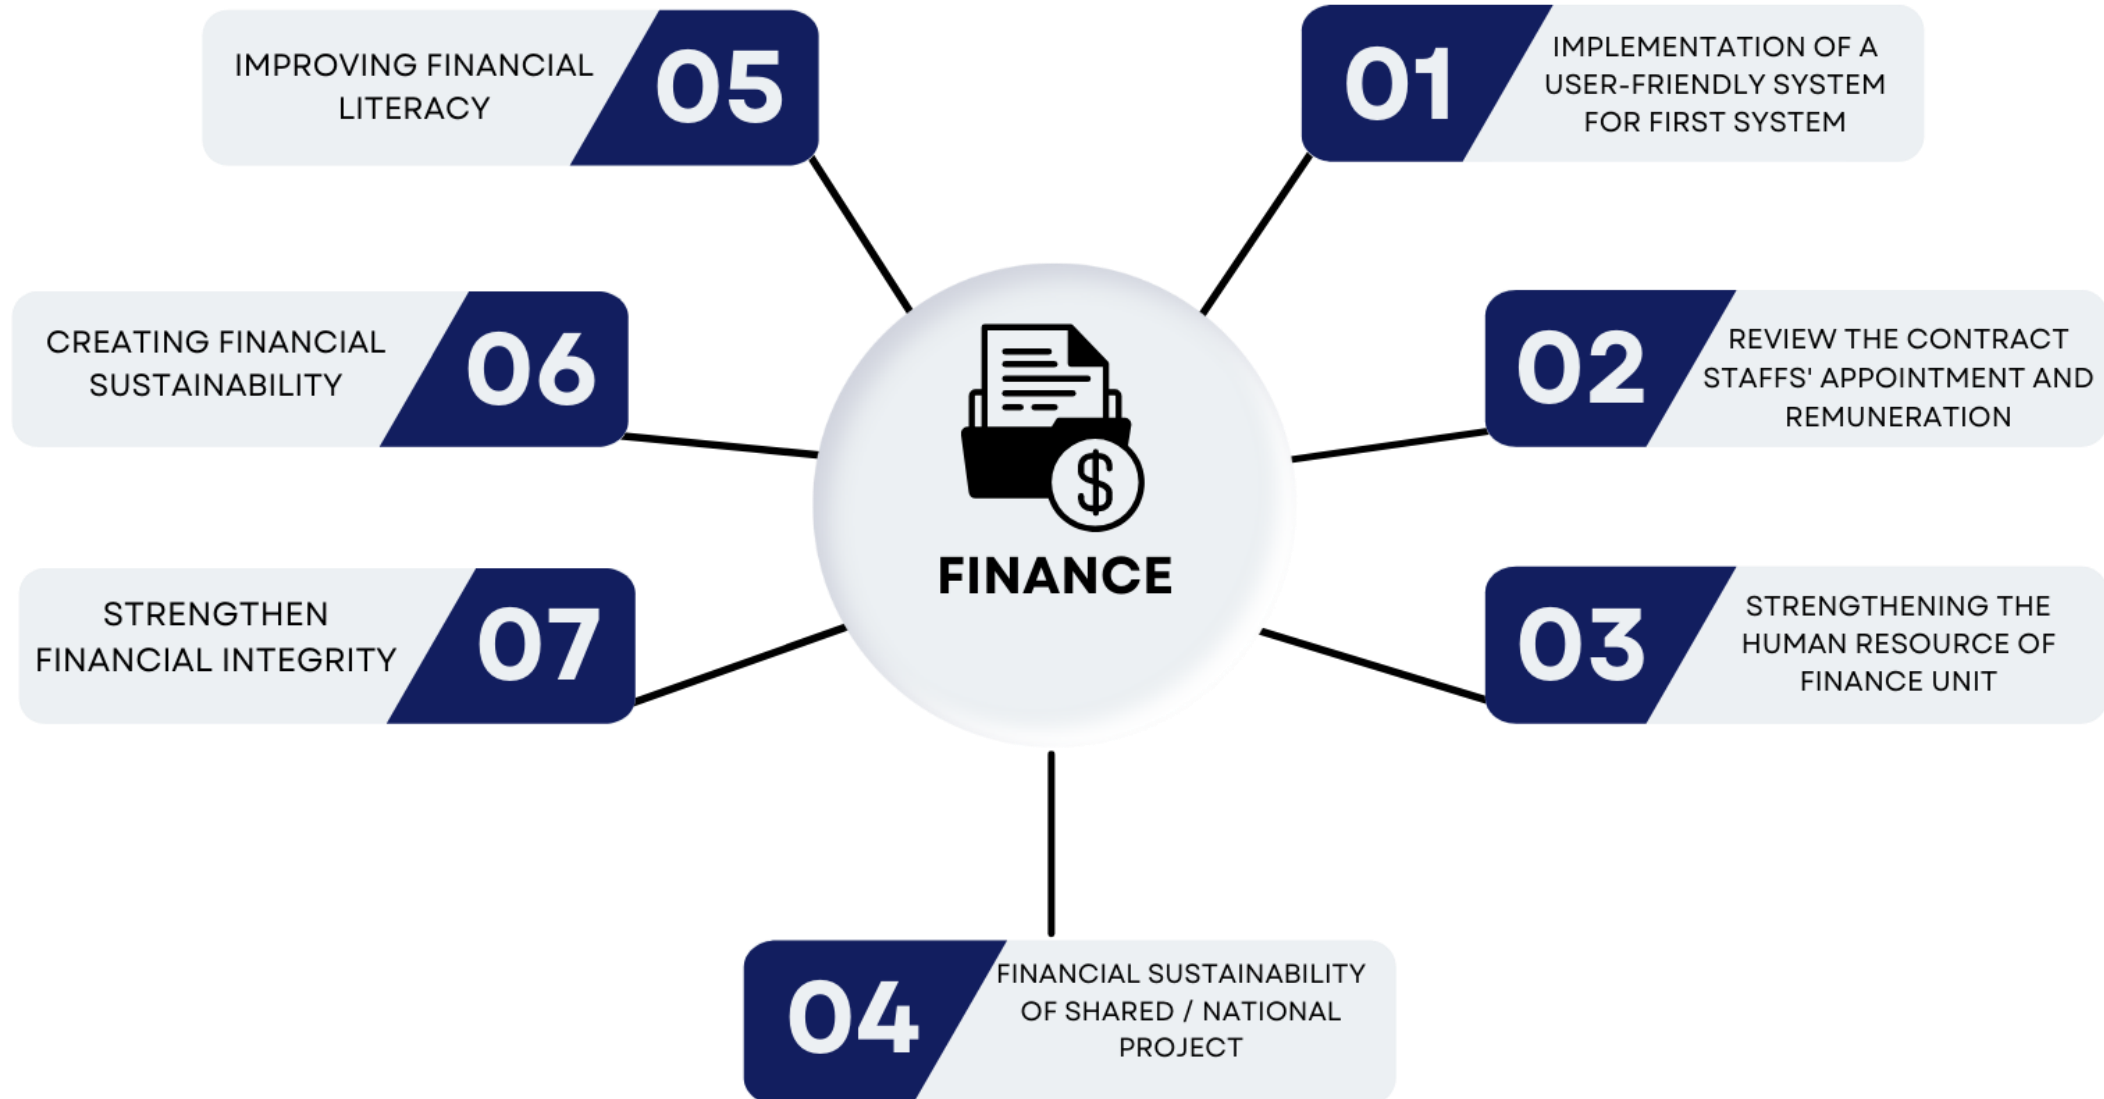 05
IMPROVING FINANCIAL
LITERACY
01
IMPLEMENTATION OF A
USER-FRIENDLY SYSTEM
FOR FIRST SYSTEM
06
CREATING FINANCIAL
SUSTAINABILITY
02
REVIEW THE CONTRACT
STAFFS' APPOINTMENT AND
REMUNERATION
$
FINANCE
07
STRENGTHEN
FINANCIAL INTEGRITY
03
STRENGTHENING THE
HUMAN RESOURCE OF
FINANCE UNIT
04
FINANCIAL SUSTAINABILITY
OF SHARED / NATIONAL
PROJECT